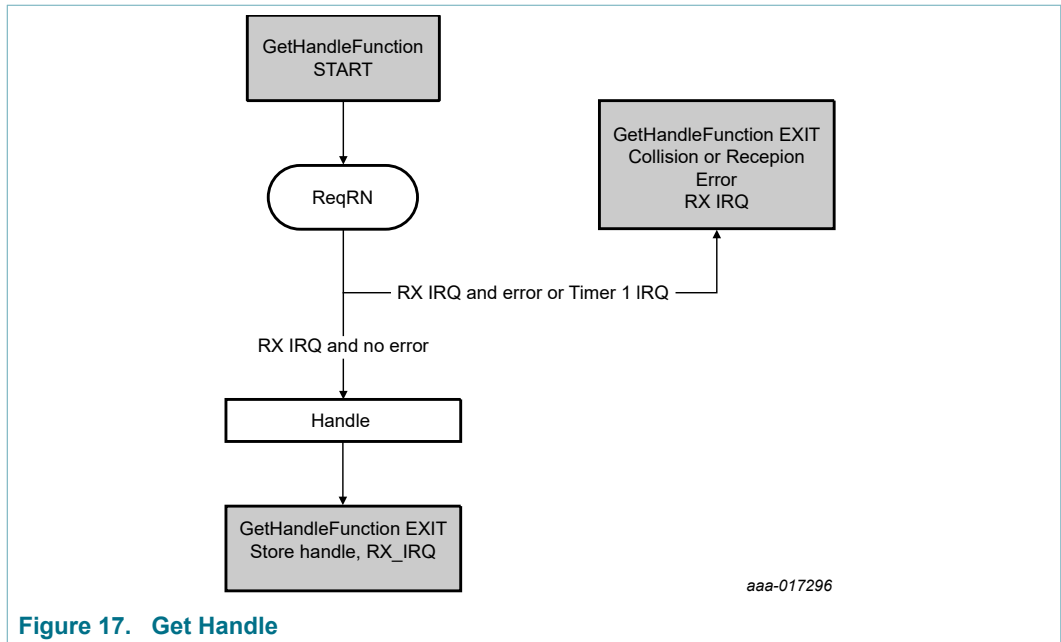 GetHandleFunction
START
GetHandleFunction EXIT
Collision or Recepion
Error
RX IRQ
ReqRN
RX IRQ and error or Timer 1 IRQ
RX IRQ and no error
Handle
GetHandleFunction EXIT
Store handle, RX_IRQ
aaa-017296
Figure 17. Get Handle